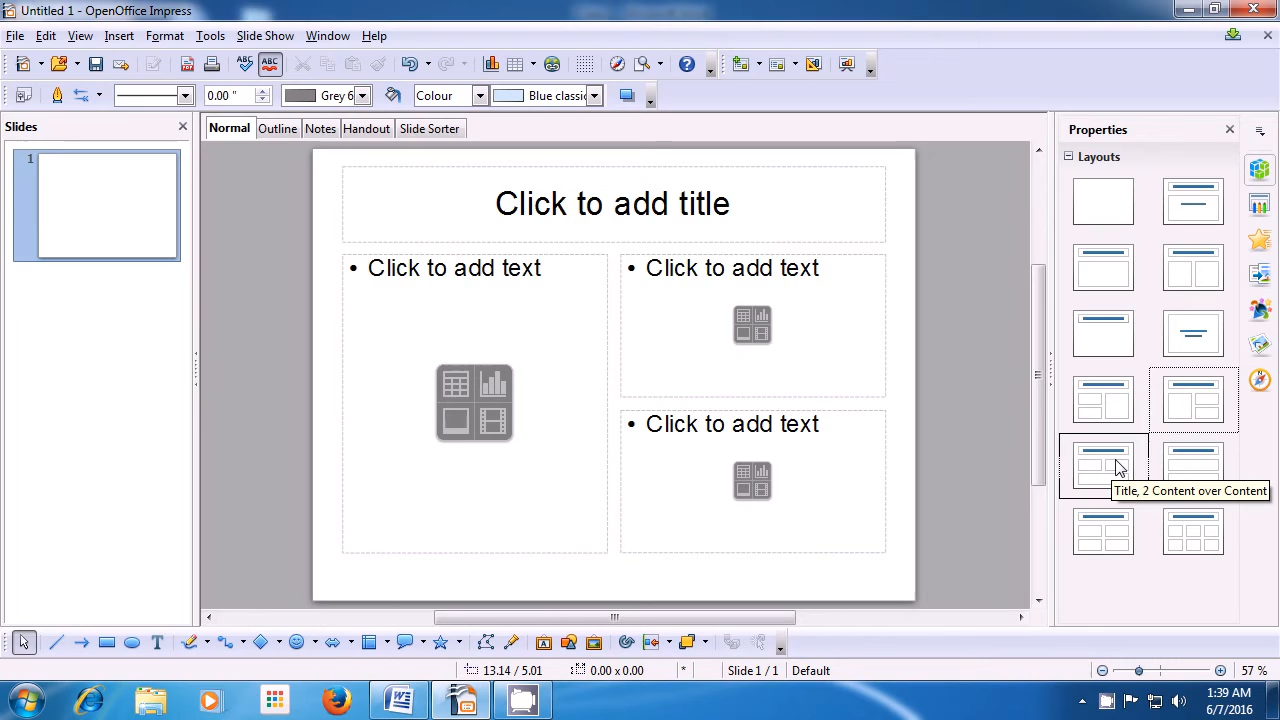 Untitled 1 - OpenOffice Impress
File Edit View Insert Format Tools Slide Show Window Help
ABC ABC
0.00 " Grey 6 Colour Blue classic
Slides
Normal Outline Notes Handout Slide Sorter
Properties
Layouts
1
Click to add title
• Click to add text
• Click to add text
• Click to add text
Title, 2 Content over Content
13.14 / 5.01 0.00 x 0.00 * Slide 1 / 1 Default 57 %
1:39 AM
6/7/2016